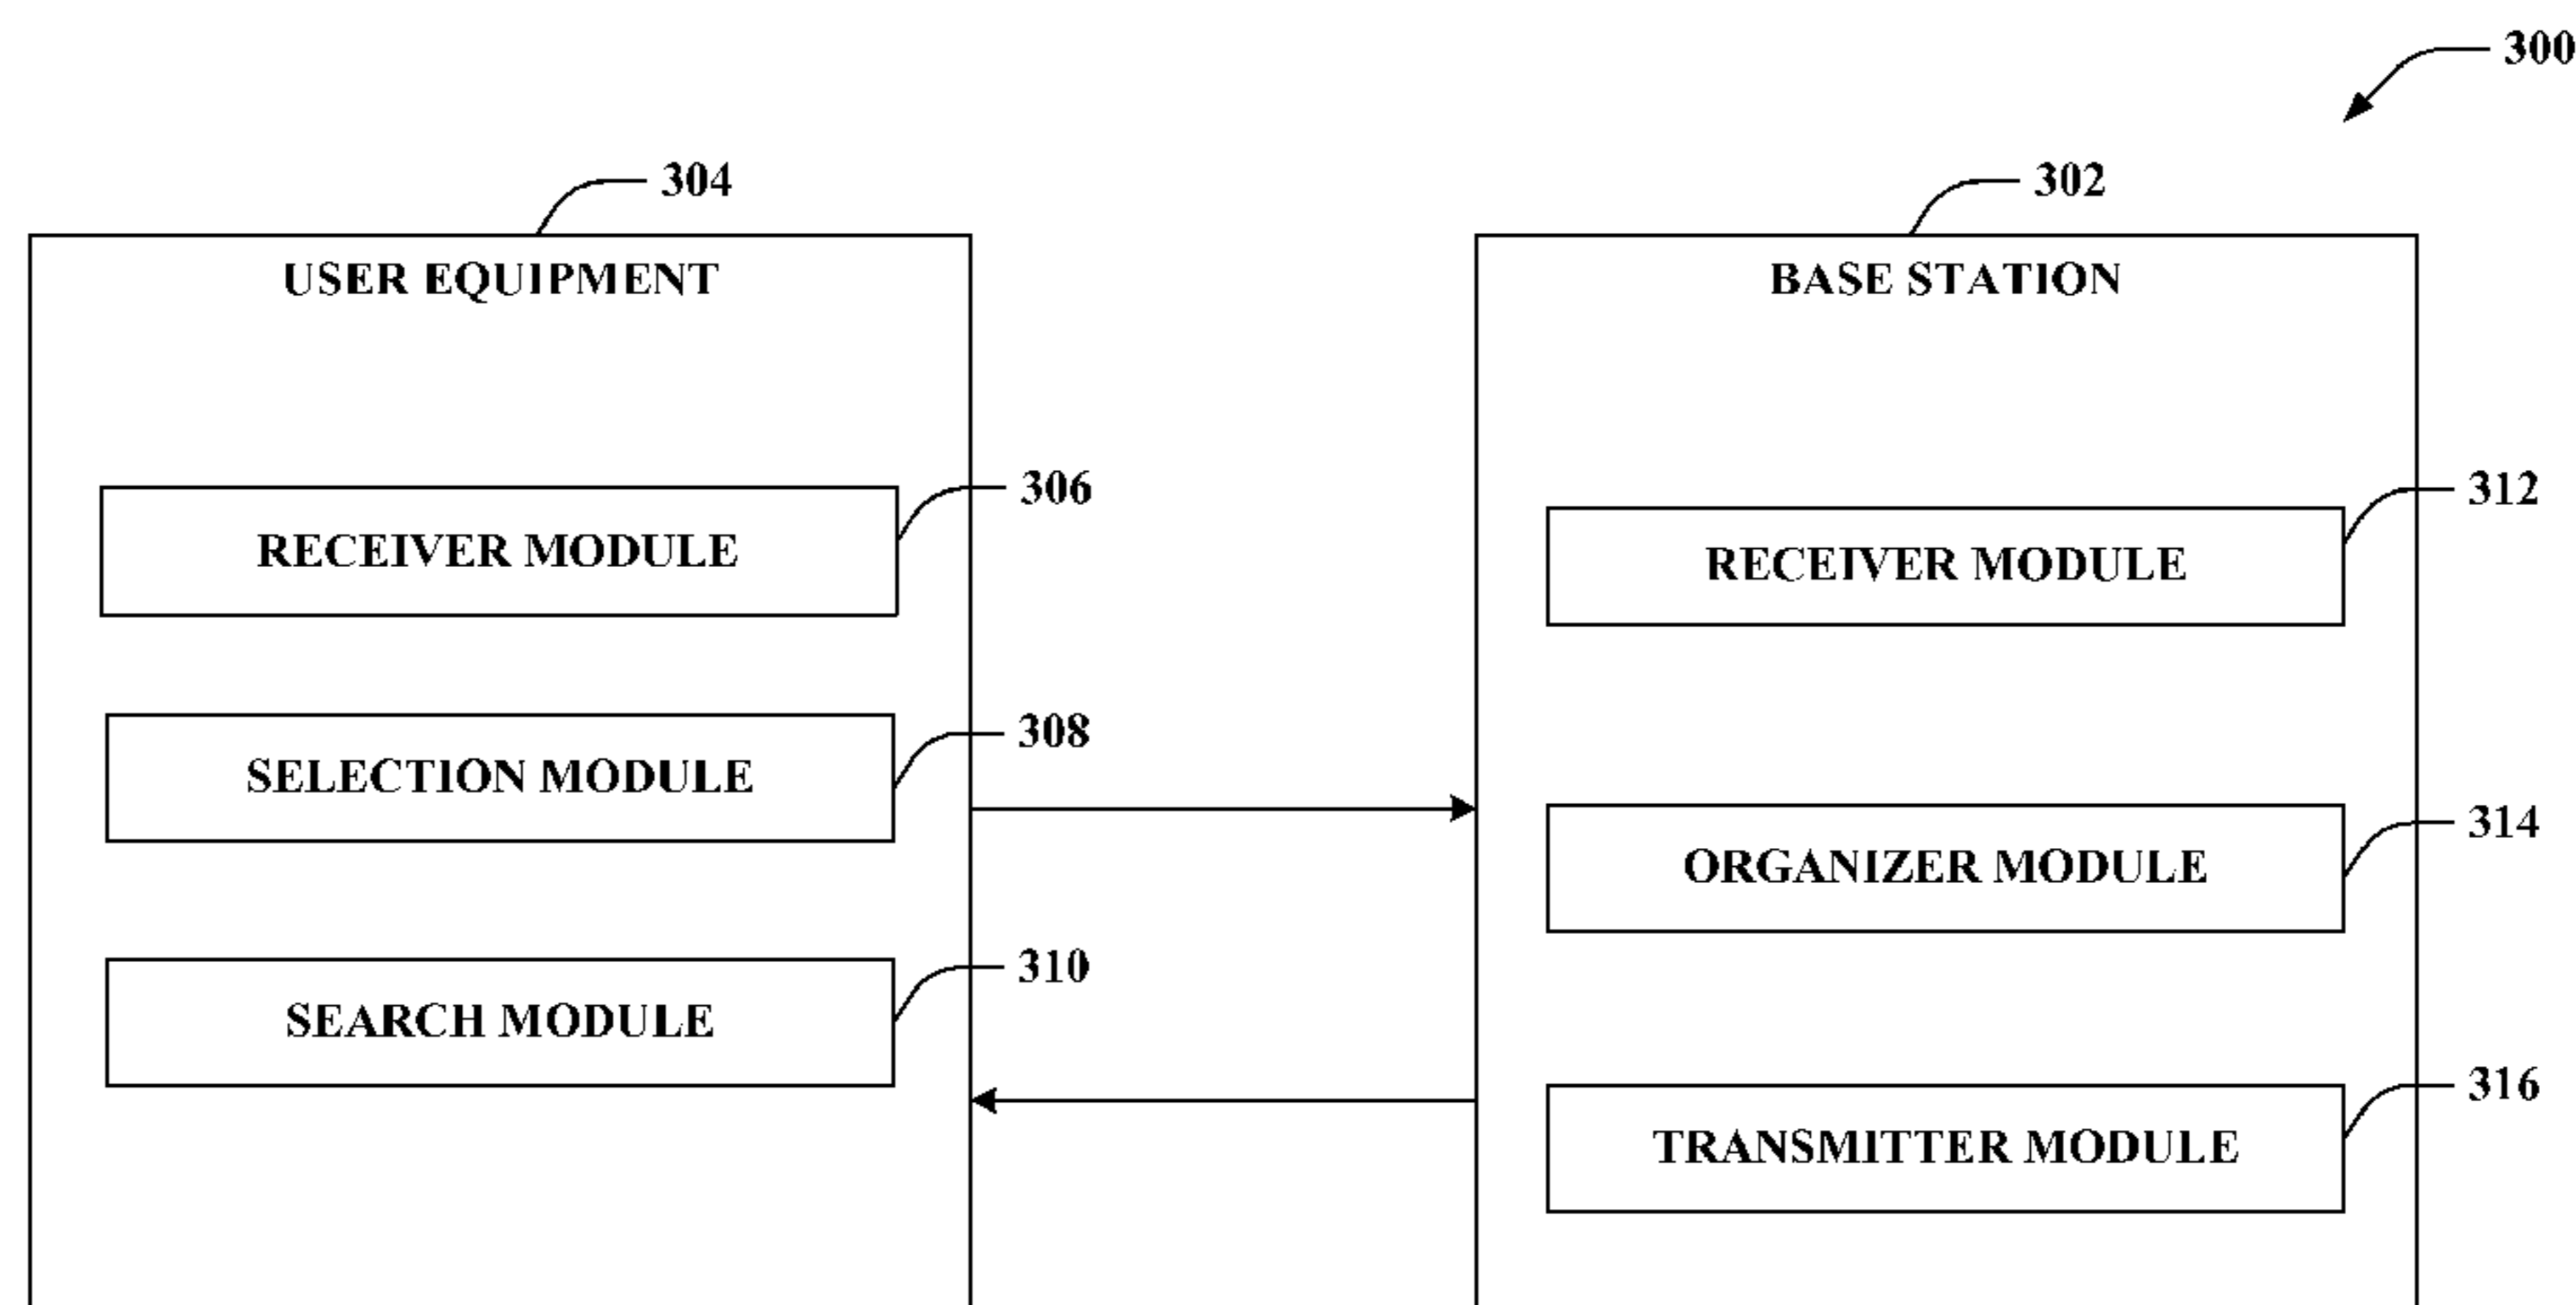 300
304
302
USER EQUIPMENT
BASE STATION
306
312
RECEIVER MODULE
RECEIVER MODULE
308
SELECTION MODULE
314
ORGANIZER MODULE
310
SEARCH MODULE
316
TRANSMITTER MODULE